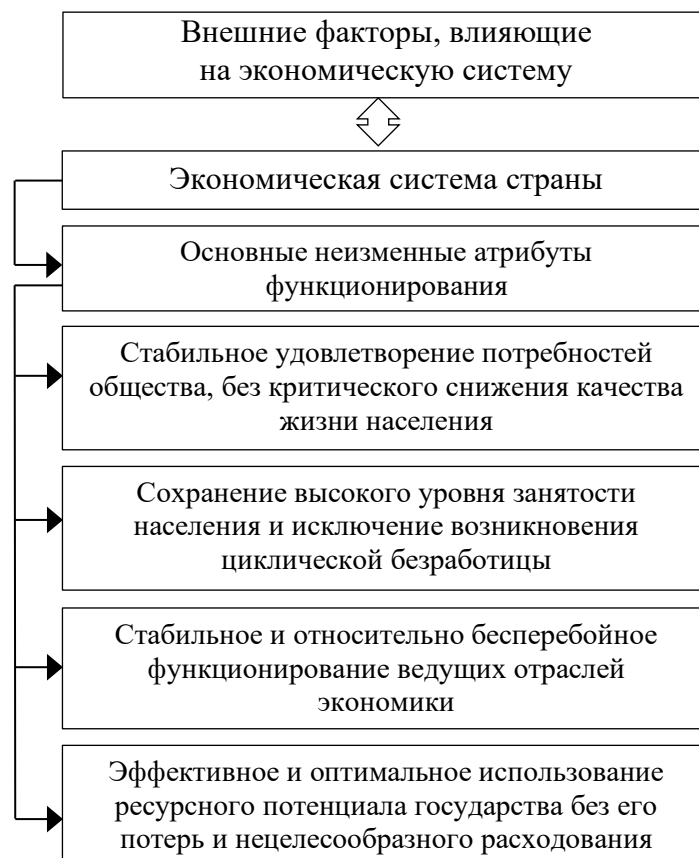 Внешние факторы, влияющие
на экономическую систему
Экономическая система страны
Основные неизменные атрибуты
функционирования
Стабильное удовлетворение потребностей
общества, без критического снижения качества
жизни населения
Сохранение высокого уровня занятости
населения и исключение возникновения
циклической безработицы
Стабильное и относительно бесперебойное
функционирование ведущих отраслей
экономики
Эффективное и оптимальное использование
ресурсного потенциала государства без его
потерь и нецелесообразного расходования